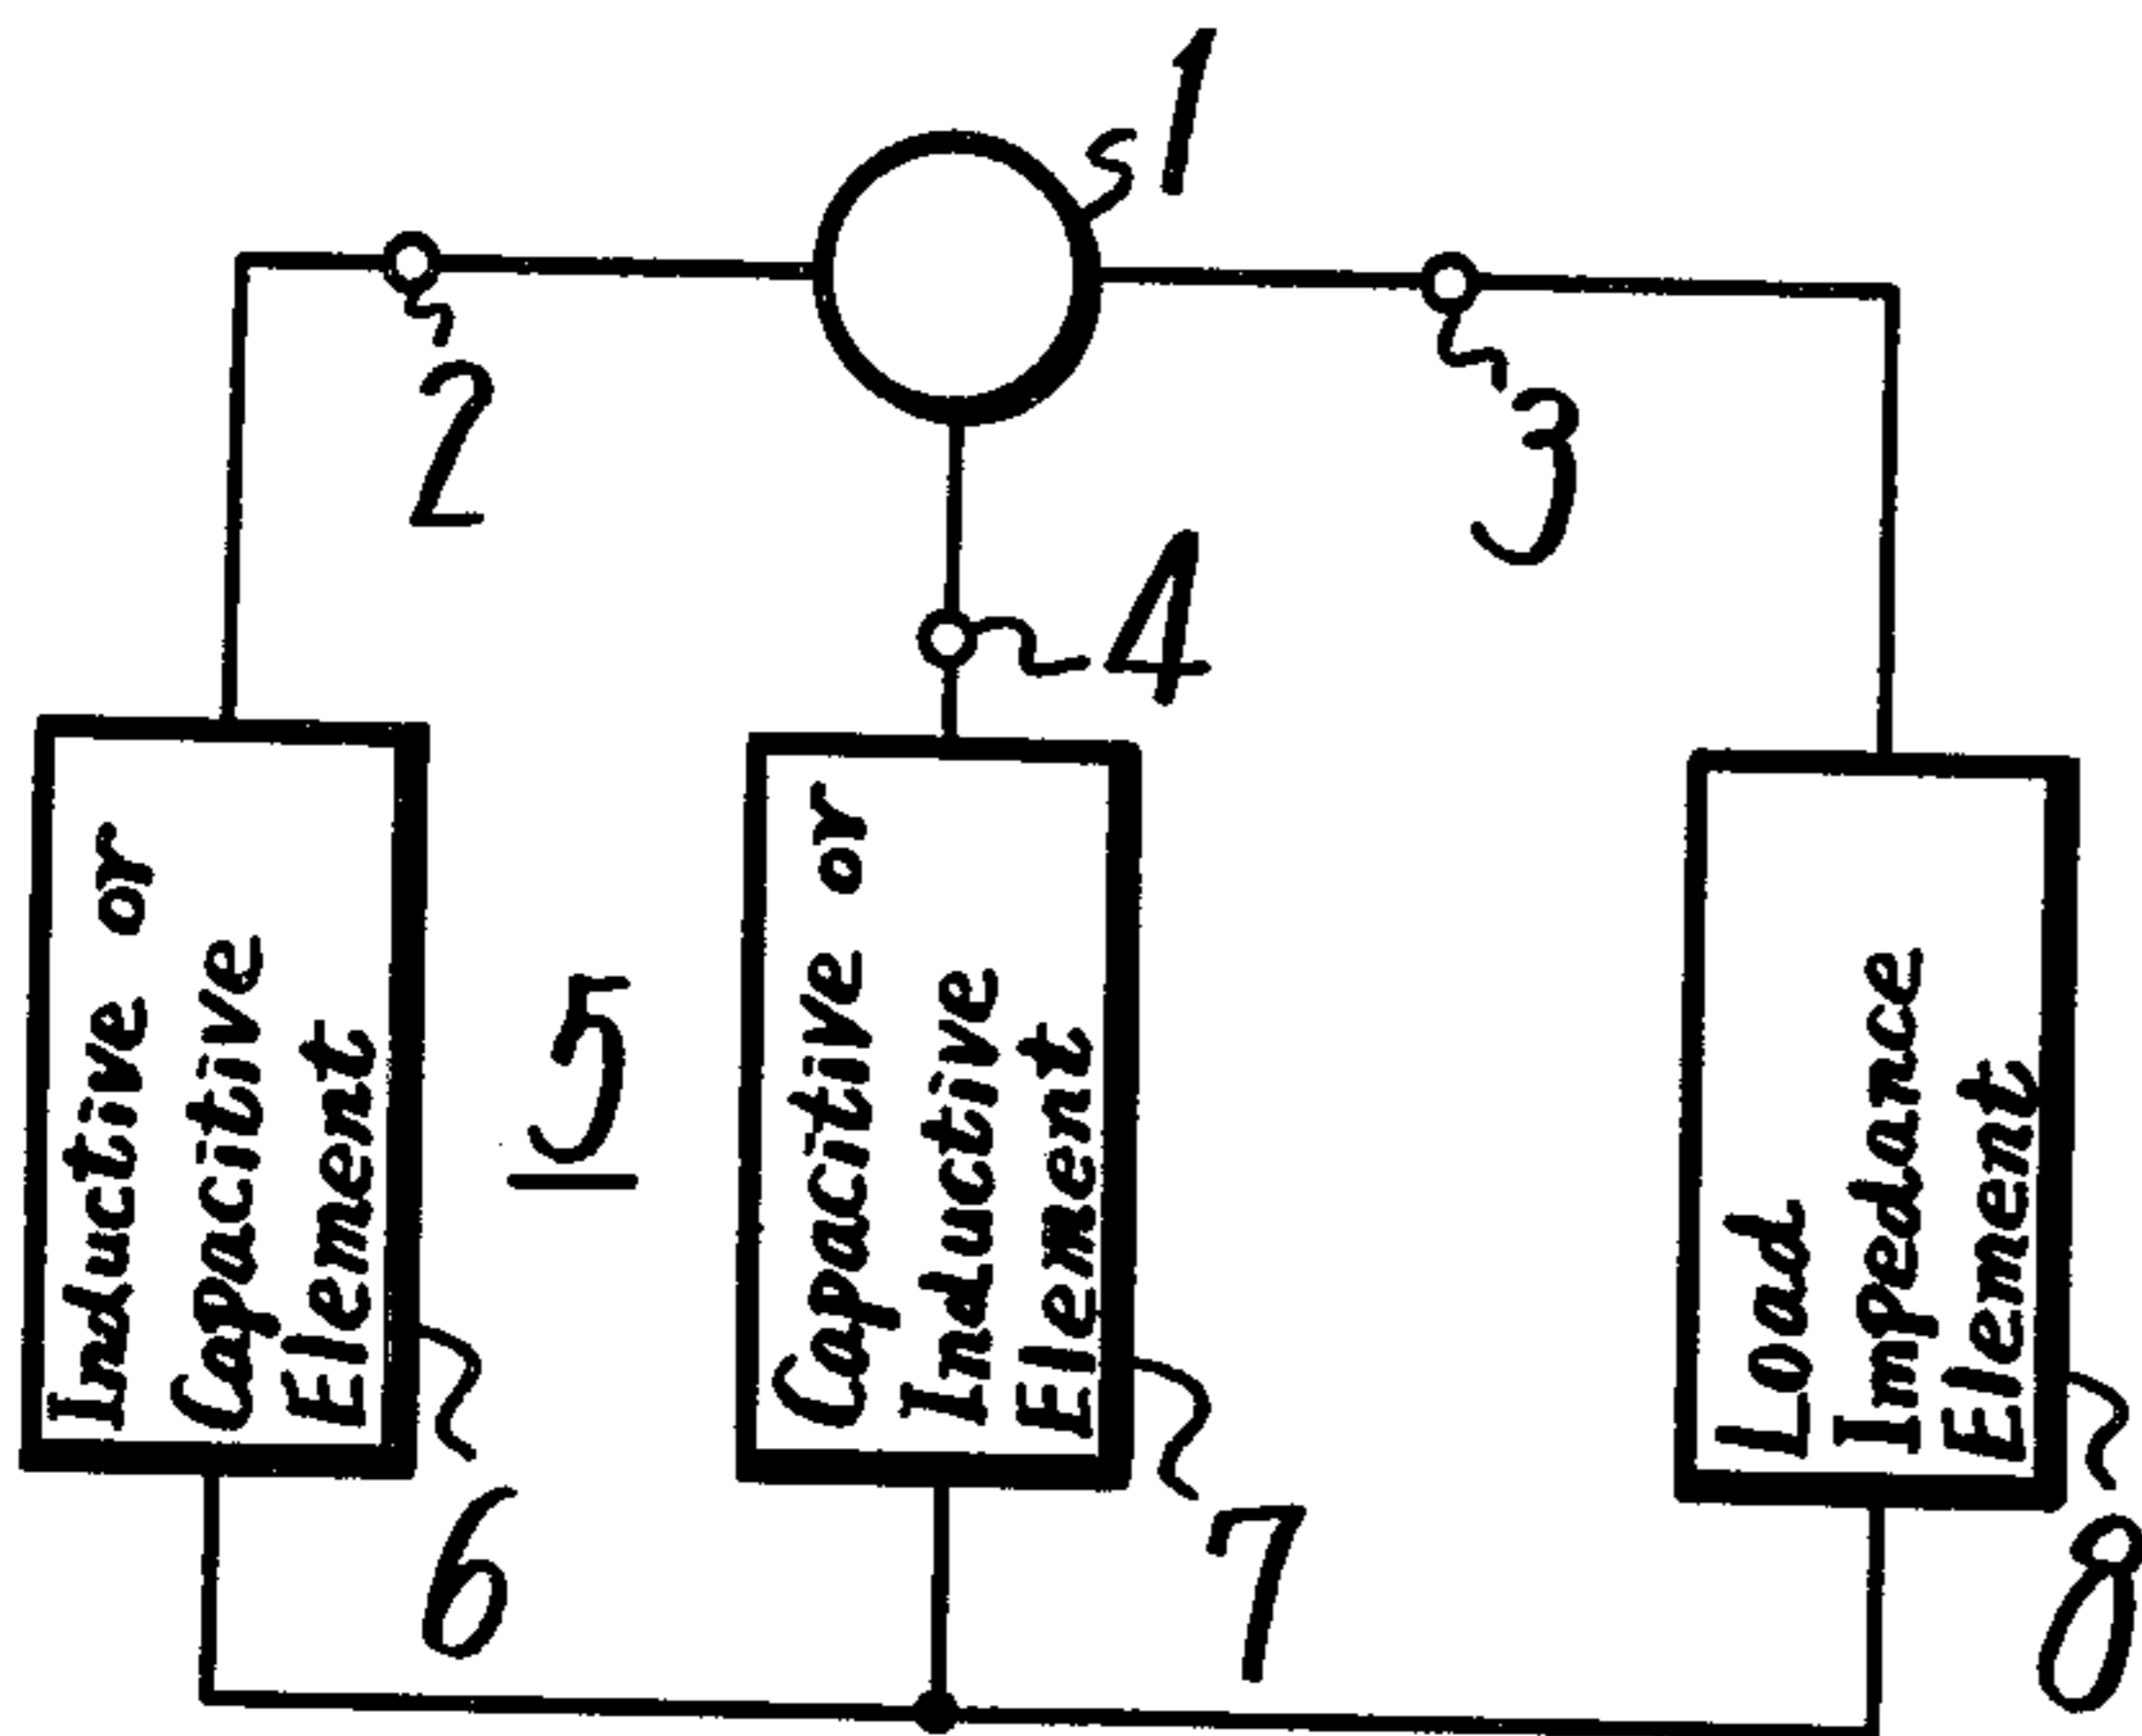 1
2
3
4
Inductive or
Capacitive
Element
5
Capacitive or
Inductive
Element
Load
Impedance
Element
6
7
8